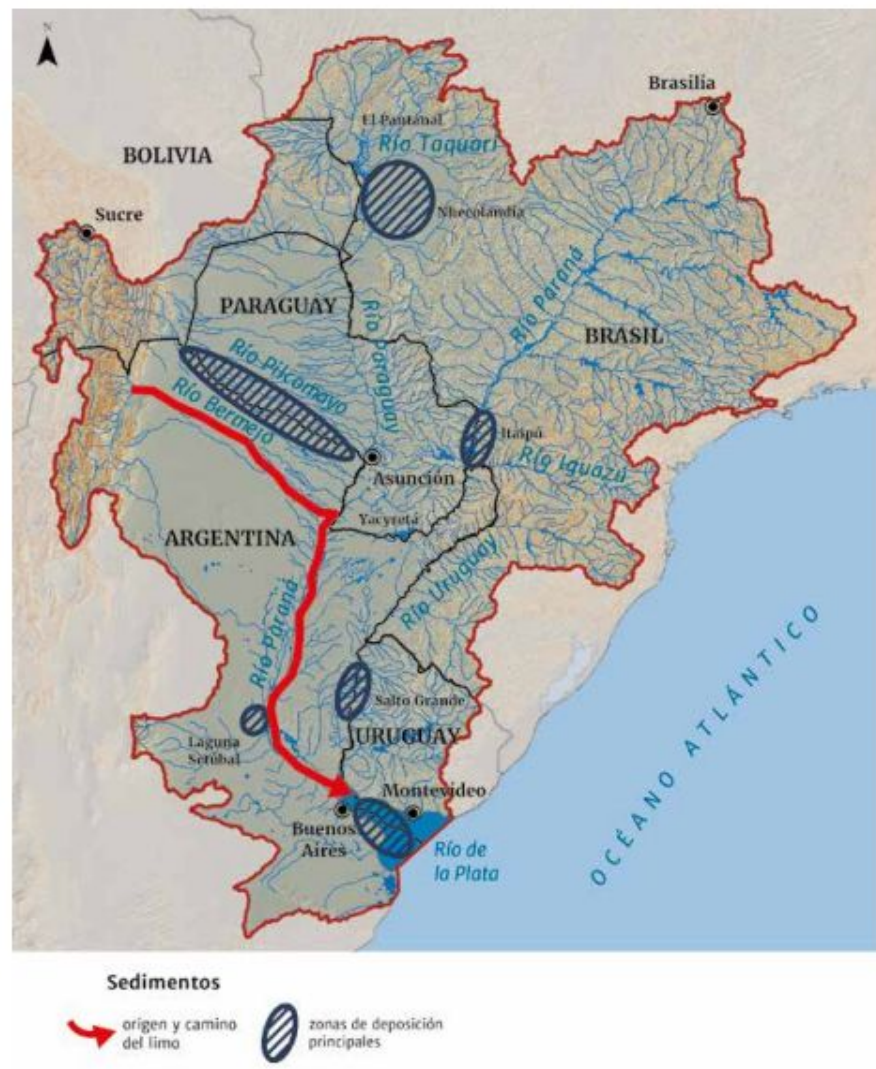 N
Brasilia
El Pantanal
Río Taquari
BOLIVIA
Nhecolandia
Sucre
PARAGUAY
Río Paraná
BRASIL
Río Paraguay
Río Pilcomayo
Río Bermejo
Itaipú
Río Iguazú
Asunción
Yacyretá
ARGENTINA
Río Uruguay
Río Paraná
Salto Grande
Laguna
Setúbal
URUGUAY
Montevideo
Buenos
Aires
Río de
la Plata
OCÉANO ATLÁNTICO
Sedimentos
origen y camino
del limo
zonas de deposición
principales